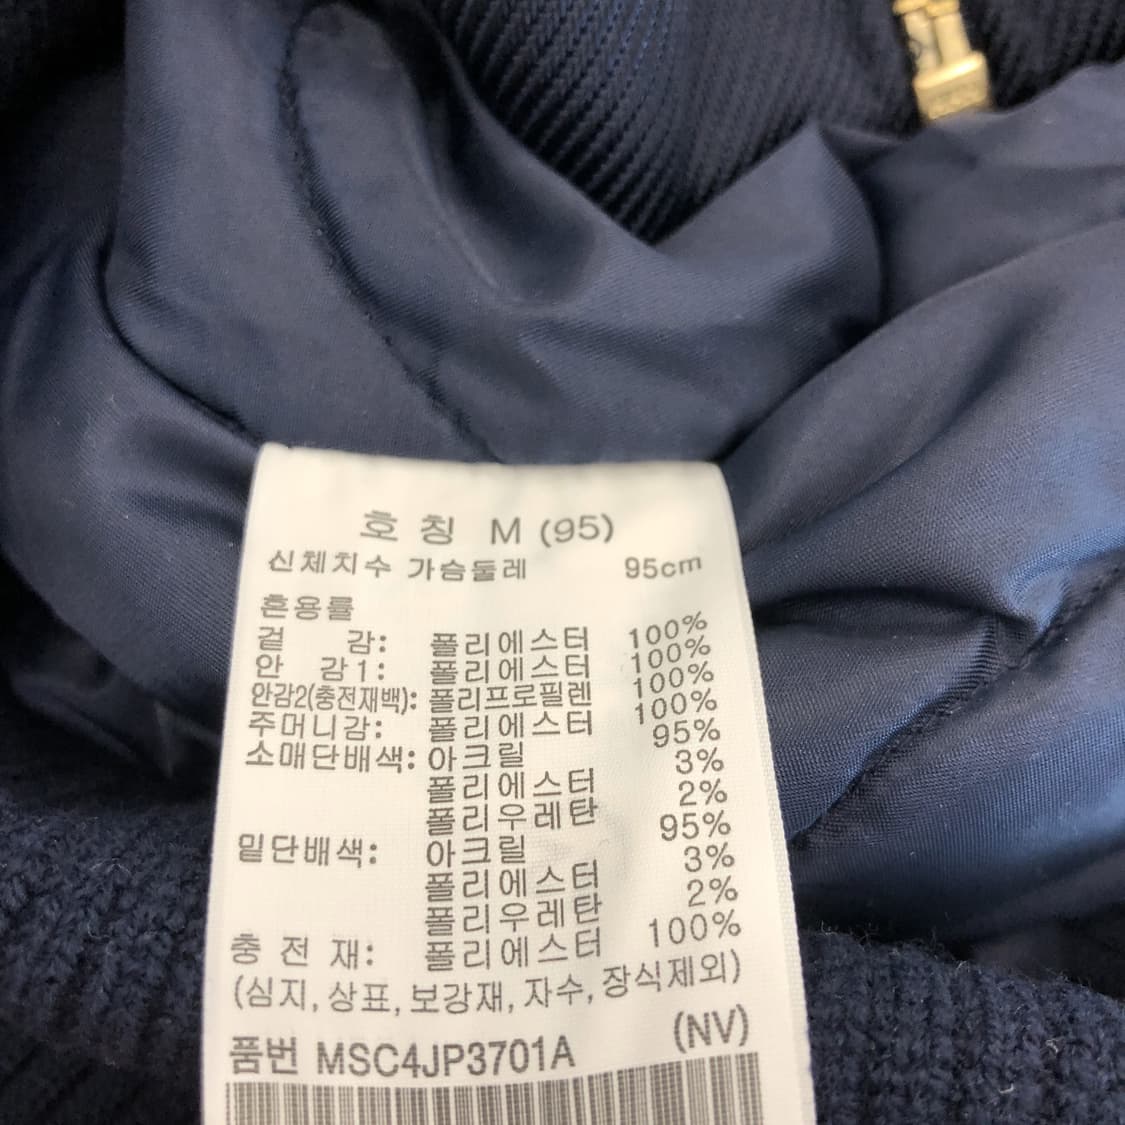 호칭 M (95)
신체치수 가슴둘레 95cm
혼용률
겉 감: 폴리에스터 100%
안 감1: 폴리에스터 100%
안감2(충전재백): 폴리프로필렌 100%
주머니감: 폴리에스터 100%
소매단배색: 아크릴 95%
폴리에스터 3%
폴리우레탄 2%
밑단배색: 아크릴 95%
폴리에스터 3%
폴리우레탄 2%
충 전 재: 폴리에스터 100%
(심지, 상표, 보강재, 자수, 장식제외)
품번 MSC4JP3701A (NV)